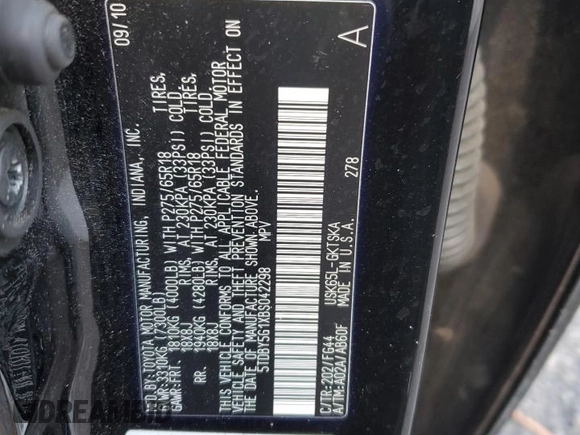 MFD.BY:TOYOTA MOTOR MANUFACTURING, INDIANA, INC. 09/10
GVWR:3310KG(7300LB)
GAWR:FRT. 1810KG(4000LB) WITH P275/65R18 TIRES,
18X8J RIMS, AT 230KPA(33PSI) COLD,
RR. 1940KG(4280LB) WITH P275/65R18 TIRES,
18X8J RIMS, AT 230KPA(33PSI) COLD.
THIS VEHICLE CONFORMS TO ALL APPLICABLE FEDERAL MOTOR
VEHICLE SAFETY AND THEFT PREVENTION STANDARDS IN EFFECT ON
THE DATE OF MANUFACTURE SHOWN ABOVE.
5TDBY5G1XBS042298 MPV
A
C/TR:202/FG44 USK65L-GKTSKA 278
A/TM:A02A/AB60F MADE IN U.S.A.
DREAMBID.COM